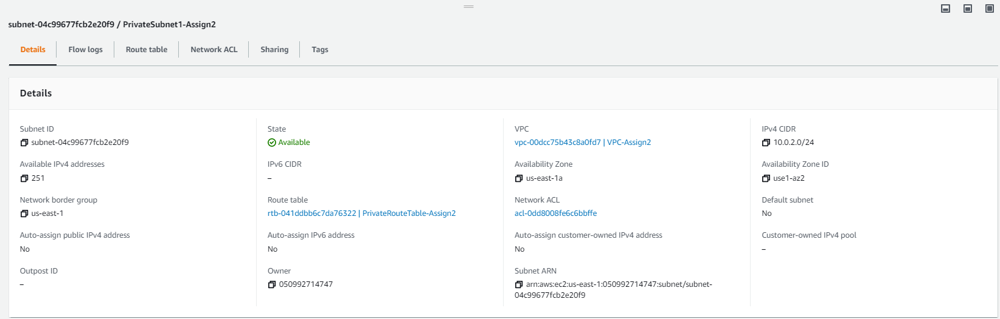 subnet-04c99677fcb2e20f9 / PrivateSubnet1-Assign2
Details
Flow logs
Route table
Network ACL
Sharing
Tags
Details
Subnet ID
subnet-04c99677fcb2e20f9
State
Available
VPC
vpc-00dcc75b43c8a0fd7 | VPC-Assign2
IPv4 CIDR
10.0.2.0/24
Available IPv4 addresses
251
IPv6 CIDR
–
Availability Zone
us-east-1a
Availability Zone ID
use1-az2
Network border group
us-east-1
Route table
rtb-041ddbb6c7da76322 | PrivateRouteTable-Assign2
Network ACL
acl-0dd8008fe6c6bbffe
Default subnet
No
Auto-assign public IPv4 address
No
Auto-assign IPv6 address
No
Auto-assign customer-owned IPv4 address
No
Customer-owned IPv4 pool
–
Outpost ID
–
Owner
050992714747
Subnet ARN
arn:aws:ec2:us-east-1:050992714747:subnet/subnet-
04c99677fcb2e20f9